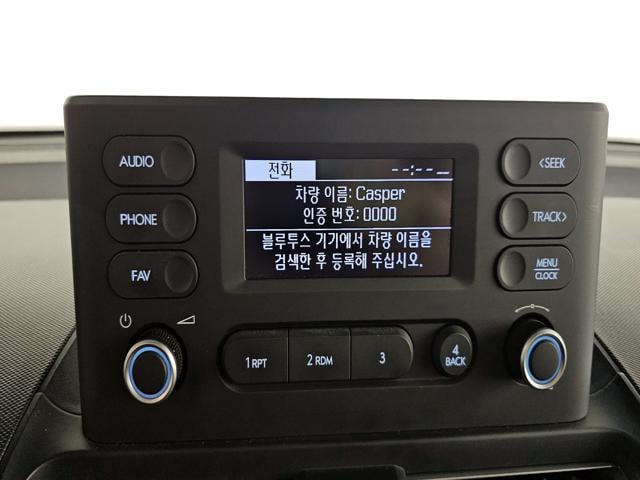 AUDIO
PHONE
FAV
전화 --:--
차량 이름: Casper
인증 번호: 0000
블루투스 기기에서 차량 이름을
검색한 후 등록해 주십시오.
<SEEK
TRACK>
MENU
CLOCK
1 RPT
2 RDM
3
4
BACK